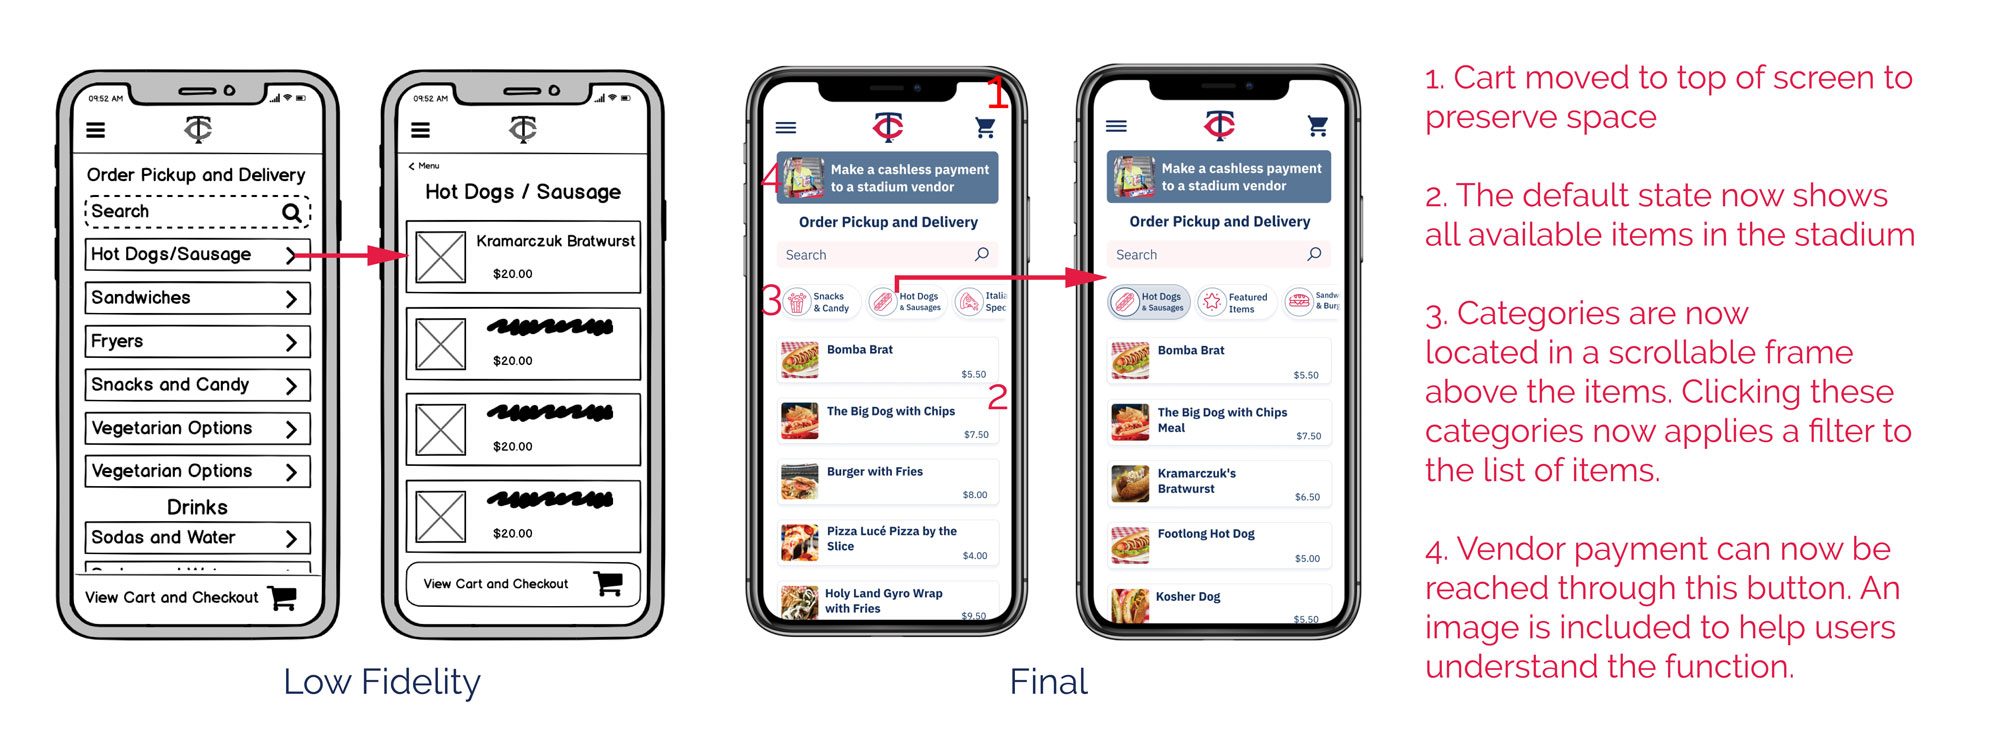 09:52 AM
TC
Order Pickup and Delivery
Search
Hot Dogs/Sausage
Sandwiches
Fryers
Snacks and Candy
Vegetarian Options
Vegetarian Options
Drinks
Sodas and Water
View Cart and Checkout
09:52 AM
TC
Menu
Hot Dogs / Sausage
Kramarczuk Bratwurst
$20.00
$20.00
$20.00
$20.00
View Cart and Checkout
Low Fidelity
1
TC
4
Make a cashless payment
to a stadium vendor
Order Pickup and Delivery
Search
3
Snacks
& Candy
Hot Dogs
& Sausages
Itali
Spec
Bomba Brat
$5.50
2
The Big Dog with Chips
$7.50
Burger with Fries
$8.00
Pizza Lucé Pizza by the
Slice
$4.00
Holy Land Gyro Wrap
with Fries
$9.50
TC
Make a cashless payment
to a stadium vendor
Order Pickup and Delivery
Search
Hot Dogs
& Sausages
Featured
Items
Sandw
& Burg
Bomba Brat
$5.50
The Big Dog with Chips
Meal
$7.50
Kramarczuk's
Bratwurst
$6.50
Footlong Hot Dog
$5.00
Kosher Dog
$5.50
Final
1. Cart moved to top of screen to
preserve space
2. The default state now shows
all available items in the stadium
3. Categories are now
located in a scrollable frame
above the items. Clicking these
categories now applies a filter to
the list of items.
4. Vendor payment can now be
reached through this button. An
image is included to help users
understand the function.